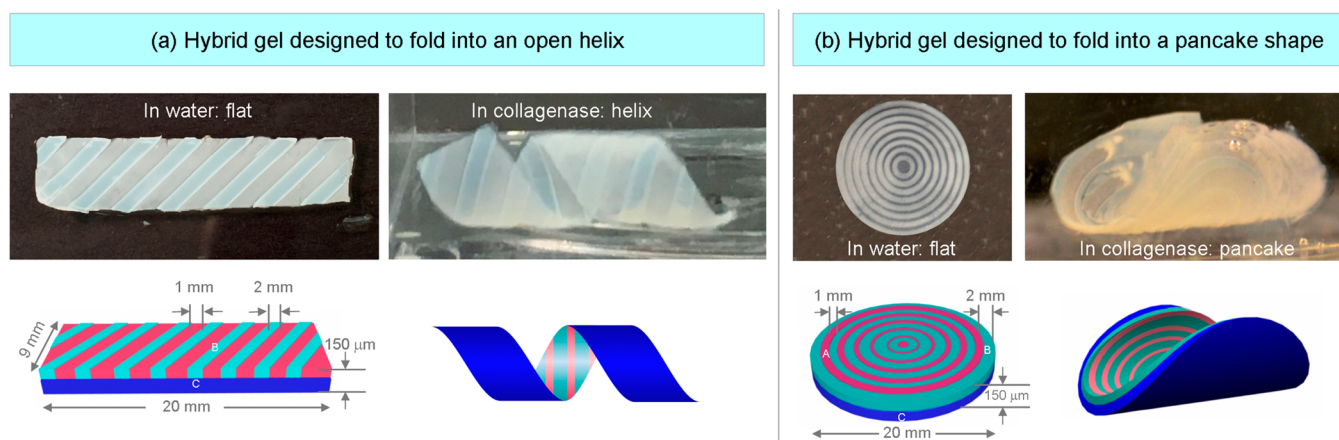 (a) Hybrid gel designed to fold into an open helix
In water: flat
In collagenase: helix
1 mm
2 mm
9 mm
B
150 μm
C
20 mm
(b) Hybrid gel designed to fold into a pancake shape
In water: flat
In collagenase: pancake
1 mm
2 mm
A
B
150 μm
C
20 mm